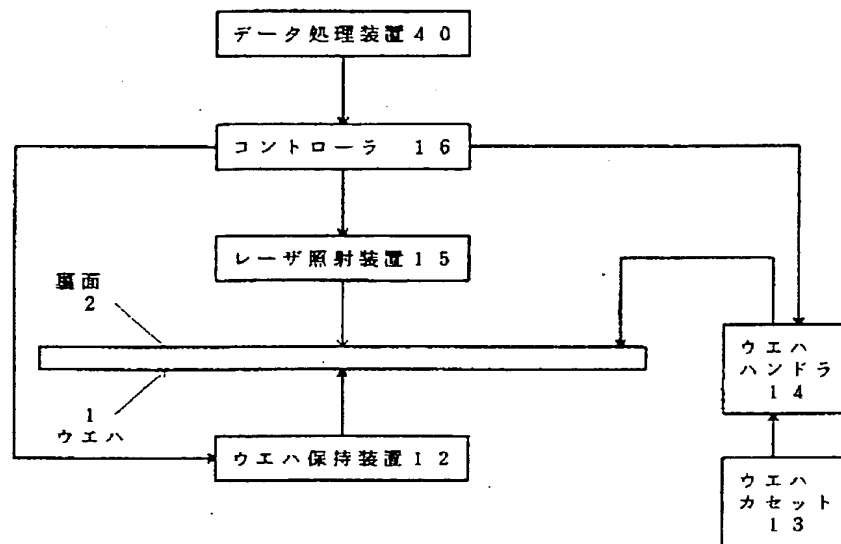 データ処理装置40
コントローラ 16
レーザ照射装置15
裏面
2
ウエハ
ハンドラ
14
1
ウエハ
ウエハ保持装置12
ウエハ
カセット
13